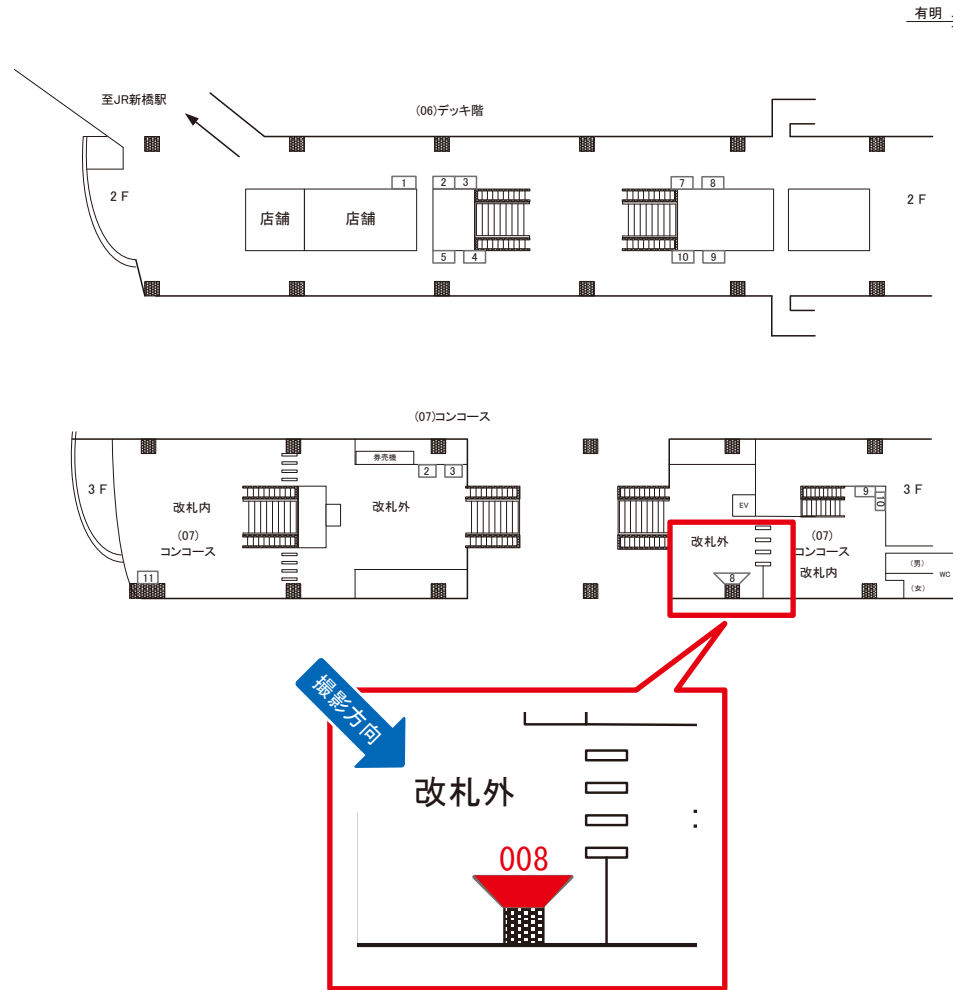 有明
至JR新橋駅
(06)デッキ階
2F
1
2 3
7 8
2F
店舗 店舗
5 4
10 9
(07)コンコース
券売機
2 3
3F
改札内
(07)
コンコース
改札外
EV
9
10
3F
改札外
(07)
コンコース
改札内
(男)
WC
(女)
11
8
撮影方向
改札外
008